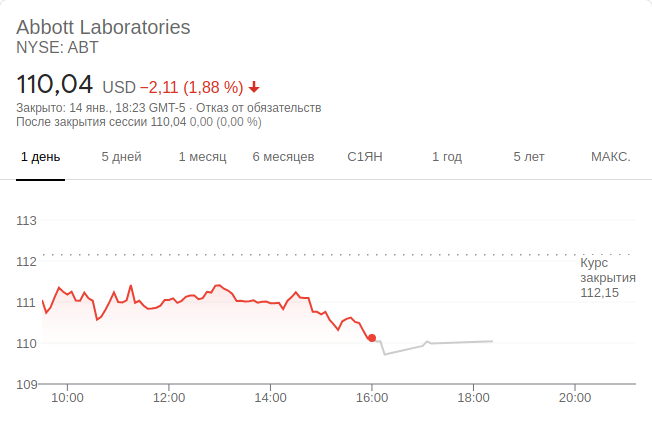 Abbott Laboratories
NYSE: ABT
110,04 USD −2,11 (1,88 %)
Закрыто: 14 янв., 18:23 GMT-5 · Отказ от обязательств
После закрытия сессии 110,04 0,00 (0,00 %)
1 день 5 дней 1 месяц 6 месяцев С1ЯН 1 год 5 лет МАКС.
113
112
Курс
закрытия
112,15
111
110
109
10:00 12:00 14:00 16:00 18:00 20:00